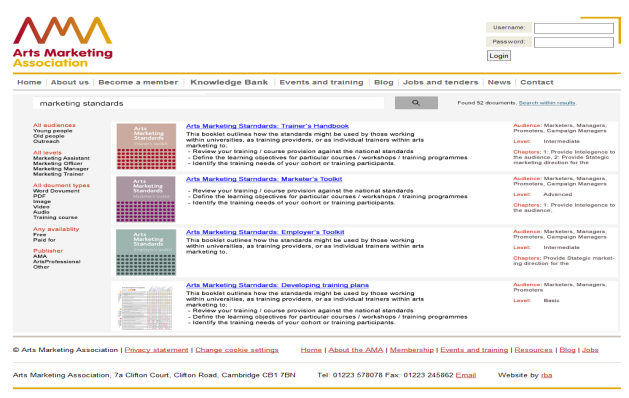 Username:
Password:
Login
Arts Marketing
Association
Home | About us | Become a member | Knowledge Bank | Events and training | Blog | Jobs and tenders | News | Contact
marketing standards
Found 52 documents. Search within results.
All audiences
Young people
Old people
Outreach
All levels
Marketing Assistant
Marketing Officer
Marketing Manager
Marketing Trainer
All doument types
Word Dovument
PDF
Image
Video
Audio
Training course
Any availablity
Free
Paid for
Publisher
AMA
ArtsProfessional
Other
Arts
Marketing
Standards
Arts Marketing Starndards: Trainer's Handbook
This booklet outlines how the standards might be used by those working
within universities, as training providers, or as individual trainers within arts
marketing to:
- Review your training / course provision against the national standards
- Define the learning objectives for particular courses / workshops / training programmes
- Identify the training needs of your cohort or training participants.
Audience: Marketers, Managers,
Promoters, Campaign Managers
Level: Intermediate
Chapters: 1: Provide Intelegence to
the audience, 2: Provide Stategic
marketing direction for the
Arts
Marketing
Standards
Arts Marketing Starndards: Marketer's Toolkit
- Review your training / course provision against the national standards
- Define the learning objectives for particular courses / workshops / training programmes
- Identify the training needs of your cohort or training participants.
Audience: Marketers, Managers,
Promoters, Campaign Managers
Level: Advanced
Chapters: 1: Provide Intelegence to
the audience,
Arts
Marketing
Standards
Arts Marketing Starndards: Employer's Toolkit
This booklet outlines how the standards might be used by those working
within universities, as training providers, or as individual trainers within arts
marketing to.
Audience: Marketers, Managers,
Promoters, Campaign Managers
Level: Intermediate
Chapters: Provide Stategic market-
ing direction for the
Arts Marketing Starndards: Developing training plans
This booklet outlines how the standards might be used by those working
within universities, as training providers, or as individual trainers within arts
marketing to:
- Review your training / course provision against the national standards
- Define the learning objectives for particular courses / workshops / training programmes
- Identify the training needs of your cohort or training participants.
Audience: Marketers, Managers,
Promoters
Level: Basic
© Arts Marketing Association | Privacy statement | Change cookie settings Home | About the AMA | Membership | Events and training | Resources | Blog | Jobs
Arts Marketing Association, 7a Clifton Court, Clifton Road, Cambridge CB1 7BN Tel: 01223 578078 Fax: 01223 245862 Email Website by rba